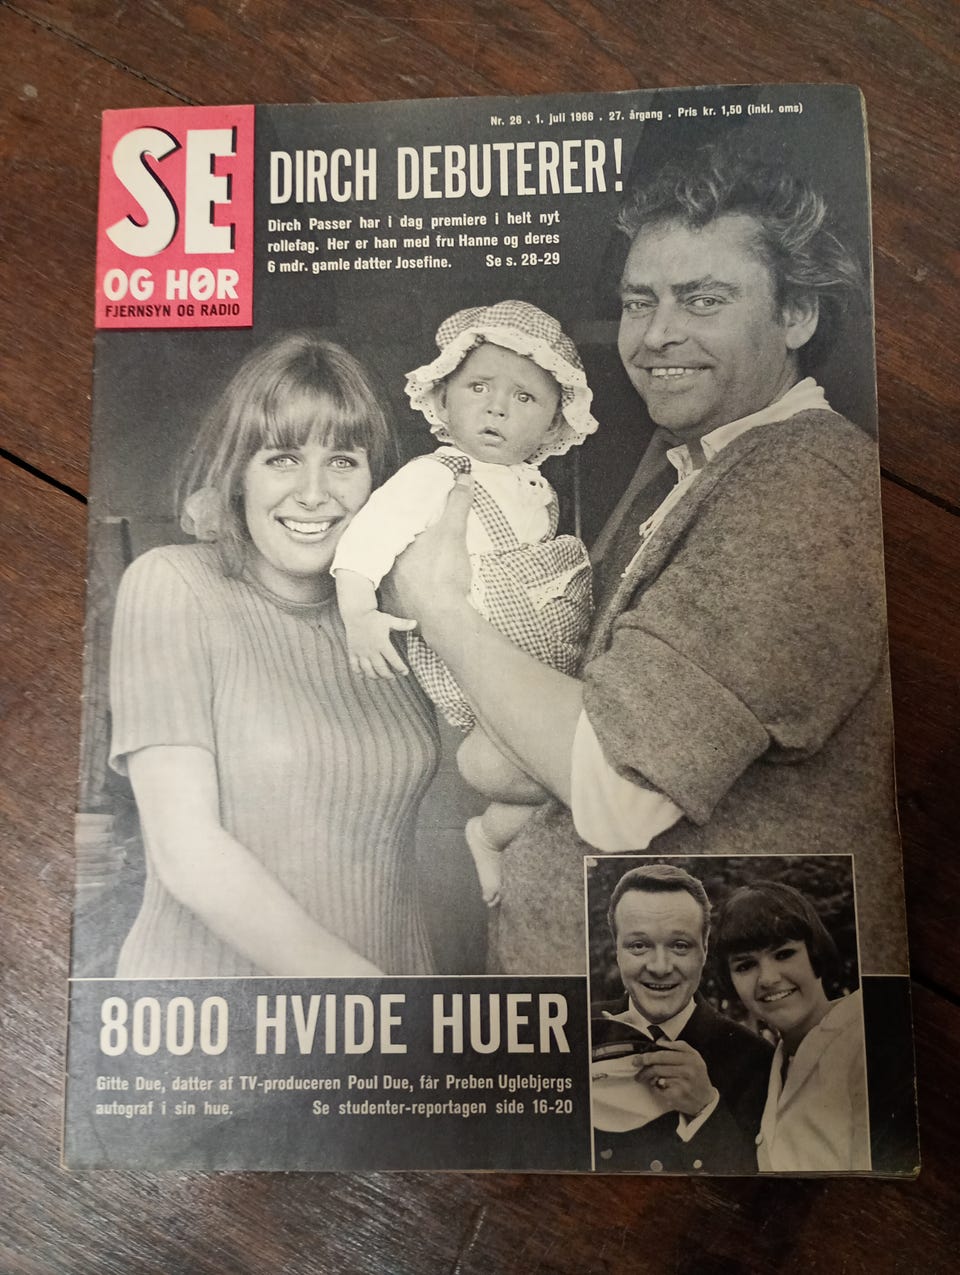 Nr. 26 . 1. juli 1966 . 27. årgang . Pris kr. 1,50 (inkl. oms)
SE
OG HØR
FJERNSYN OG RADIO
DIRCH DEBUTERER!
Dirch Passer har i dag premiere i helt nyt
rollefag. Her er han med fru Hanne og deres
6 mdr. gamle datter Josefine. Se s. 28-29
8000 HVIDE HUER
Gitte Due, datter af TV-produceren Poul Due, får Preben Uglebjergs
autograf i sin hue. Se studenter-reportagen side 16-20